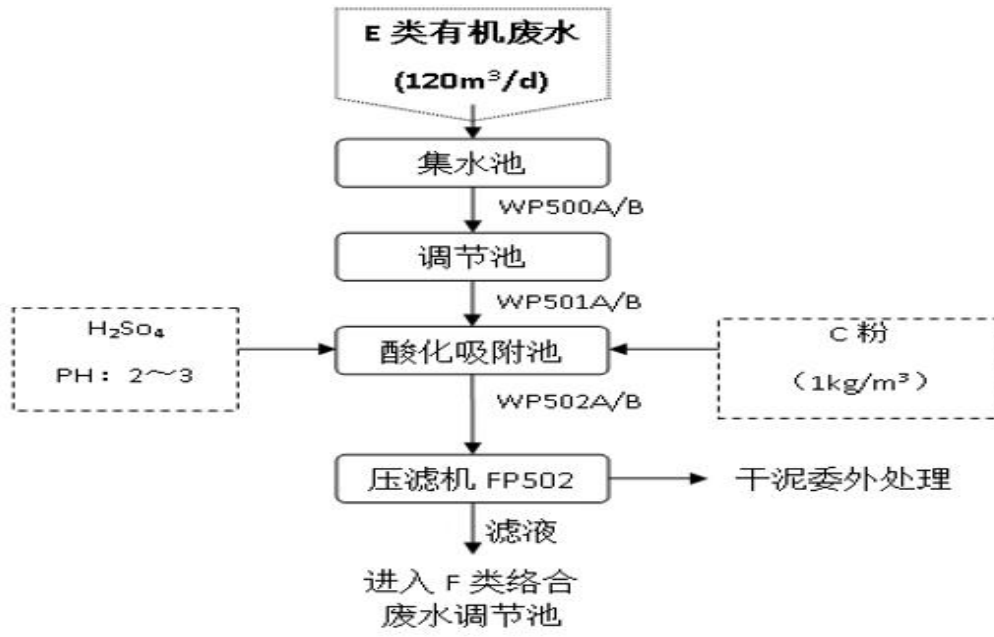 E 类有机废水
(120m³/d)
集水池
WP500A/B
调节池
WP501A/B
H₂So₄
PH：2～3
酸化吸附池
C 粉
（1kg/m³）
WP502A/B
压滤机 FP502
干泥委外处理
滤液
进入 F 类络合
废水调节池